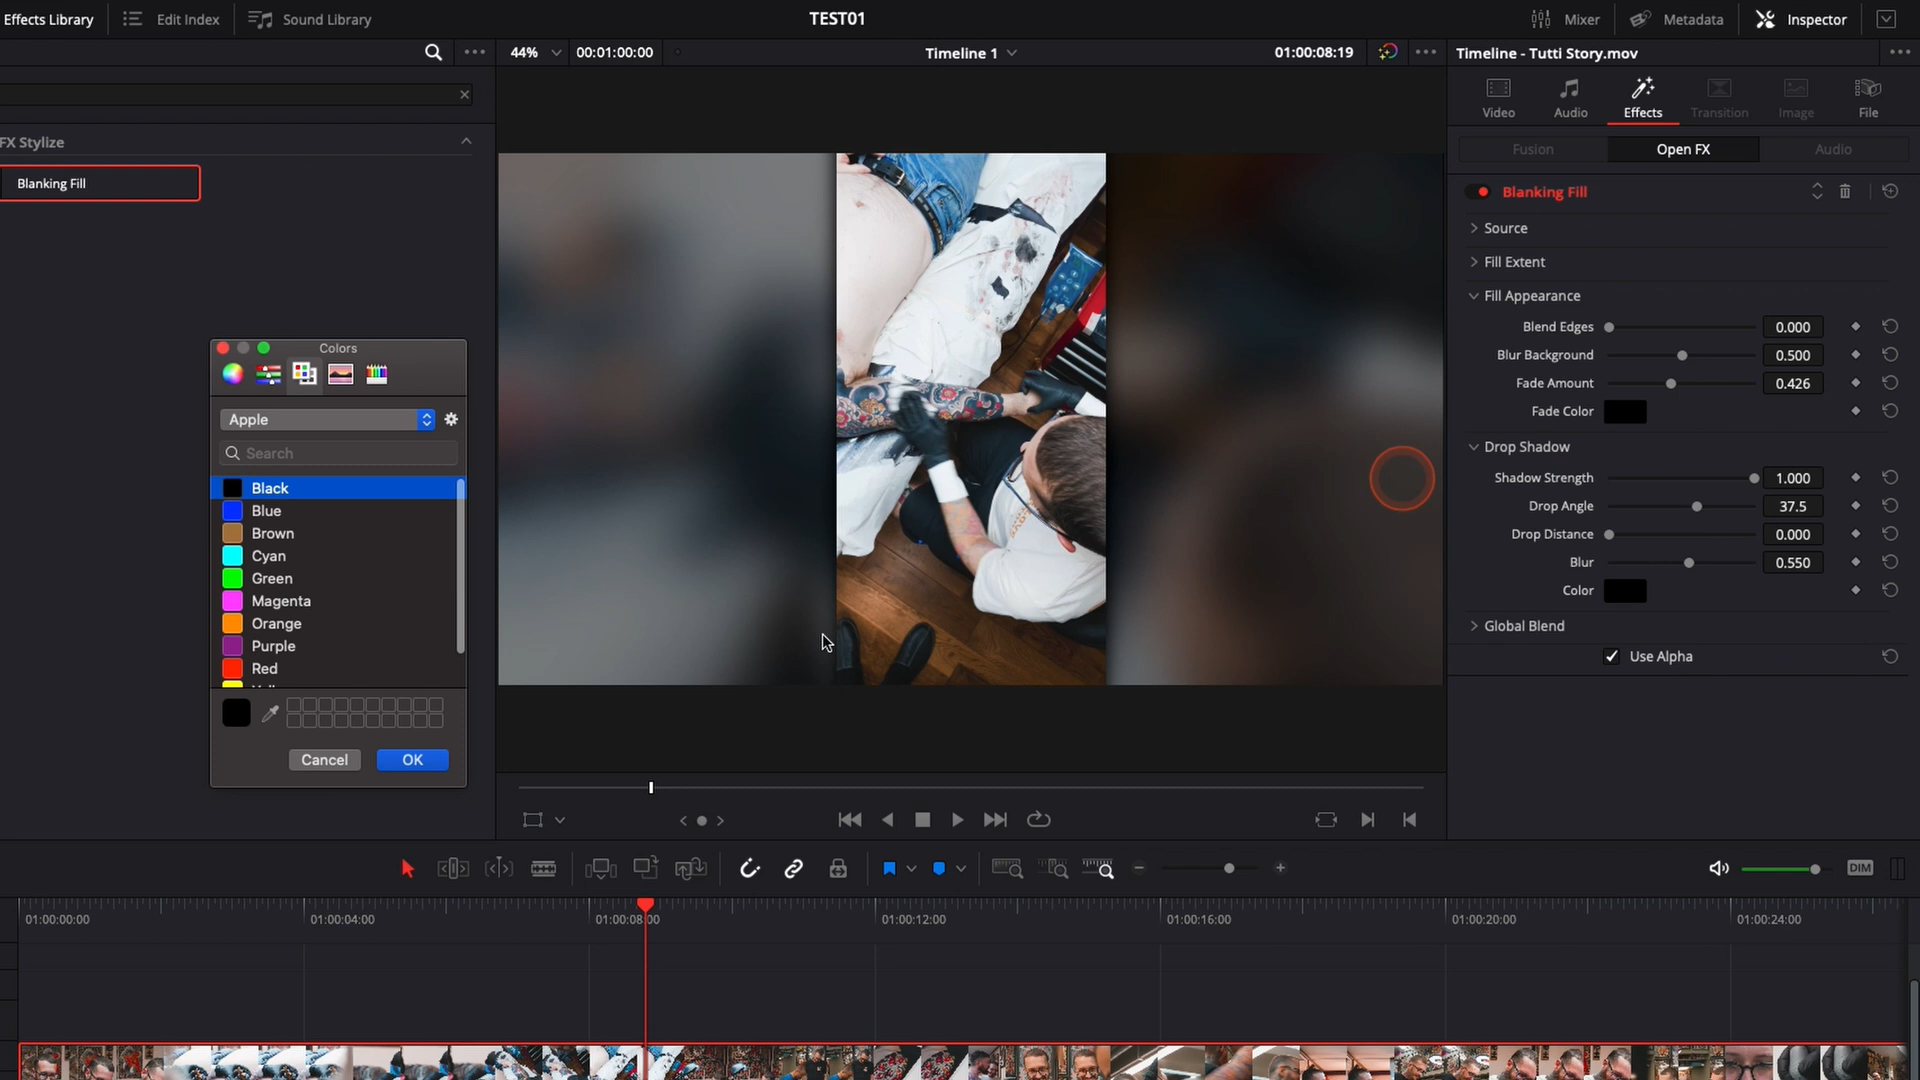 Effects Library
Edit Index
Sound Library
TEST01
Mixer
Metadata
Inspector
44%
00:01:00:00
Timeline 1
01:00:08:19
Timeline - Tutti Story.mov
Video
Audio
Effects
Transition
Image
File
FX Stylize
Fusion
Open FX
Audio
Blanking Fill
Blanking Fill
Source
Fill Extent
Fill Appearance
Blend Edges 0.000
Blur Background 0.500
Fade Amount 0.426
Fade Color
Drop Shadow
Shadow Strength 1.000
Drop Angle 37.5
Drop Distance 0.000
Blur 0.550
Color
Global Blend
Use Alpha
Colors
Apple
Search
Black
Blue
Brown
Cyan
Green
Magenta
Orange
Purple
Red
Cancel
OK
DIM
01:00:00:00
01:00:04:00
01:00:08:00
01:00:12:00
01:00:16:00
01:00:20:00
01:00:24:00